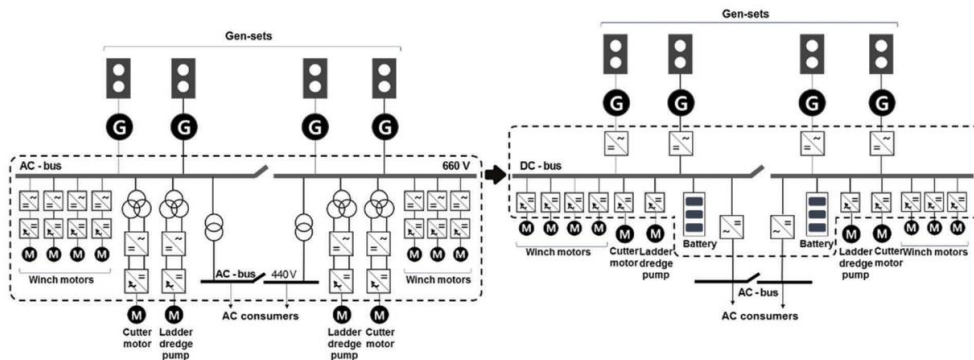 Gen-sets
G G G G
AC - bus 660 V
M M M M
Winch motors
AC - bus 440 V
M M M
Winch motors
M M M M
Cutter motor
Ladder dredge pump
AC consumers
Ladder dredge pump
Cutter motor
Gen-sets
G G G G
DC - bus
M M M M M M
Winch motors
Cutter motor
Ladder dredge pump
Battery
Battery
M M M M M
Ladder dredge pump
Cutter motor
Winch motors
AC - bus
AC consumers